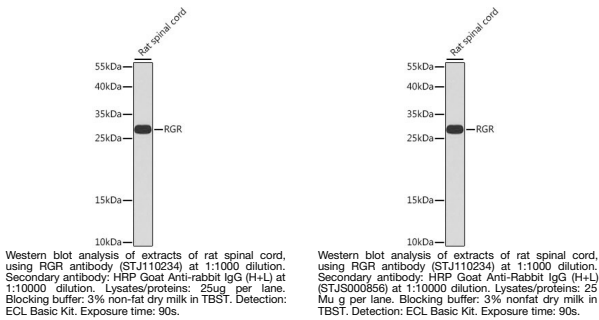 Rat spinal cord
55kDa
40kDa
35kDa
RGR
25kDa
15kDa
10kDa
Western blot analysis of extracts of rat spinal cord,
using RGR antibody (STJ110234) at 1:1000 dilution.
Secondary antibody: HRP Goat Anti-rabbit IgG (H+L) at
1:10000 dilution. Lysates/proteins: 25ug per lane.
Blocking buffer: 3% non-fat dry milk in TBST. Detection:
ECL Basic Kit. Exposure time: 90s.
Rat spinal cord
55kDa
40kDa
35kDa
RGR
25kDa
15kDa
10kDa
Western blot analysis of extracts of rat spinal cord,
using RGR antibody (STJ110234) at 1:1000 dilution.
Secondary antibody: HRP Goat Anti-Rabbit IgG (H+L)
(STJS000856) at 1:10000 dilution. Lysates/proteins: 25
Mu g per lane. Blocking buffer: 3% nonfat dry milk in
TBST. Detection: ECL Basic Kit. Exposure time: 90s.